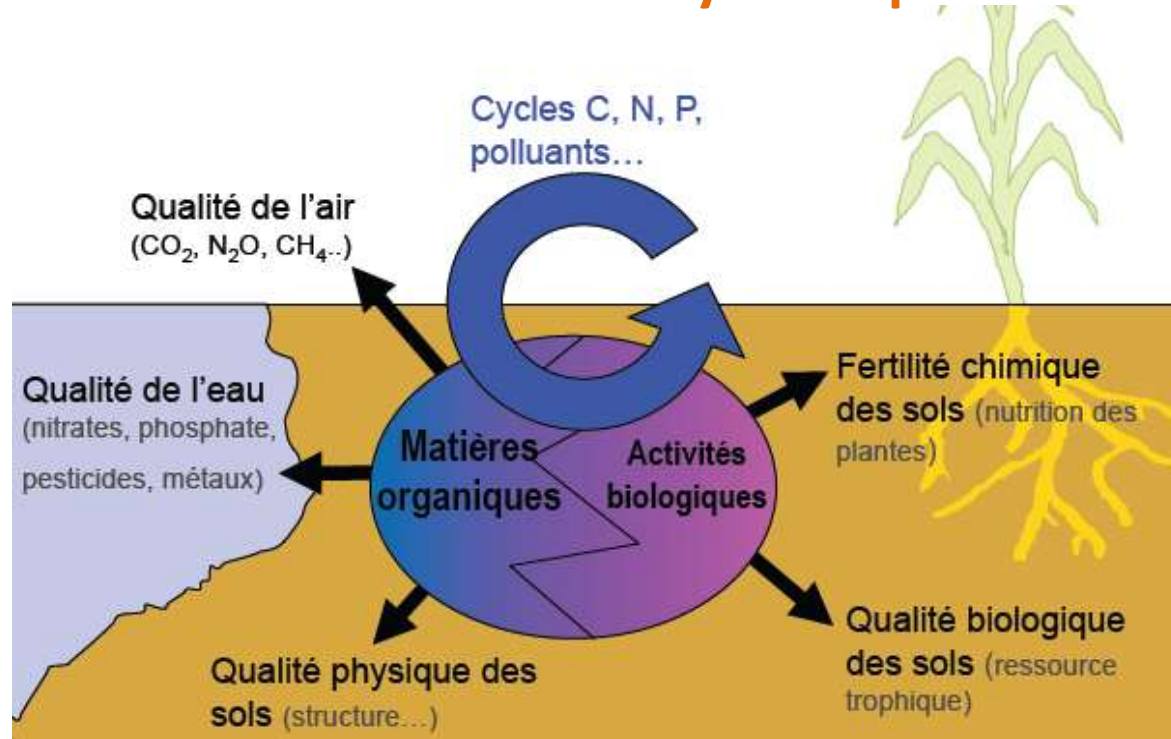 Cycles C, N, P,
polluants…
Qualité de l'air
(CO₂, N₂O, CH₄..)
Qualité de l'eau
(nitrates, phosphate,
pesticides, métaux)
Matières
organiques
Activités
biologiques
Fertilité chimique
des sols (nutrition des
plantes)
Qualité physique des
sols (structure…)
Qualité biologique
des sols (ressource
trophique)